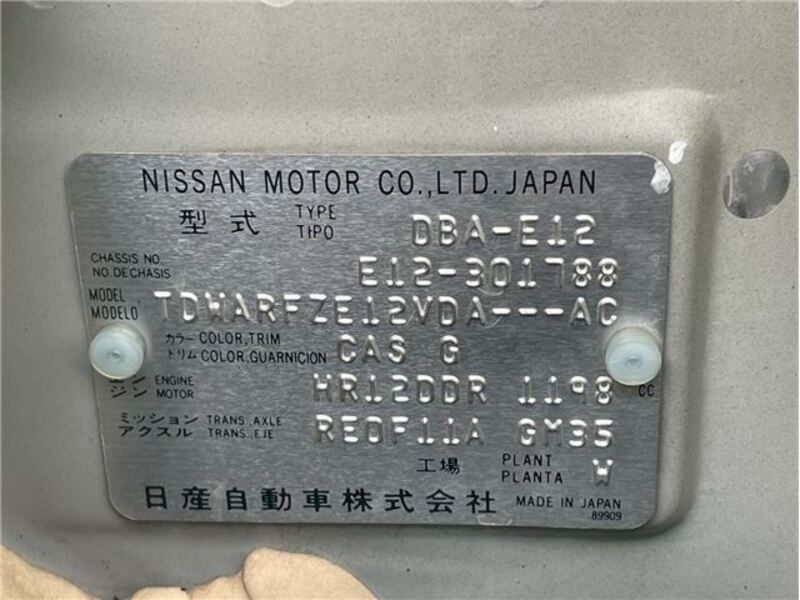 NISSAN MOTOR CO.,LTD. JAPAN
型式 TYPE TIPO DBA-E12
CHASSIS NO. NO. DE CHASIS E12-301788
MODEL MODELO TDWARFZE12VDA---AC
カラー COLOR,TRIM トリム COLOR,GUARNICION CAS G
エンジン ENGINE MOTOR HR12DDR 1198 CC
ミッション TRANS.,AXLE アクスル TRANS.,EJE RE0F11A GM35
工場 PLANT PLANTA W
日産自動車株式会社 MADE IN JAPAN
89909